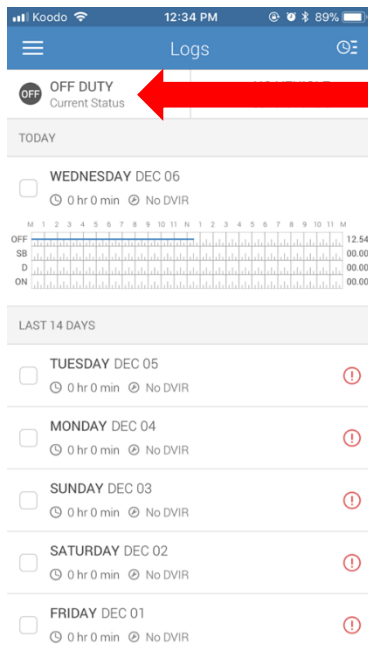 Koodo 12:34 PM 89%
Logs
OFF OFF DUTY
Current Status
TODAY
WEDNESDAY DEC 06
0 hr 0 min No DVIR
M 1 2 3 4 5 6 7 8 9 10 11 N 1 2 3 4 5 6 7 8 9 10 11 M
OFF 12.54
SB 00.00
D 00.00
ON 00.00
LAST 14 DAYS
TUESDAY DEC 05
0 hr 0 min No DVIR
MONDAY DEC 04
0 hr 0 min No DVIR
SUNDAY DEC 03
0 hr 0 min No DVIR
SATURDAY DEC 02
0 hr 0 min No DVIR
FRIDAY DEC 01
0 hr 0 min No DVIR